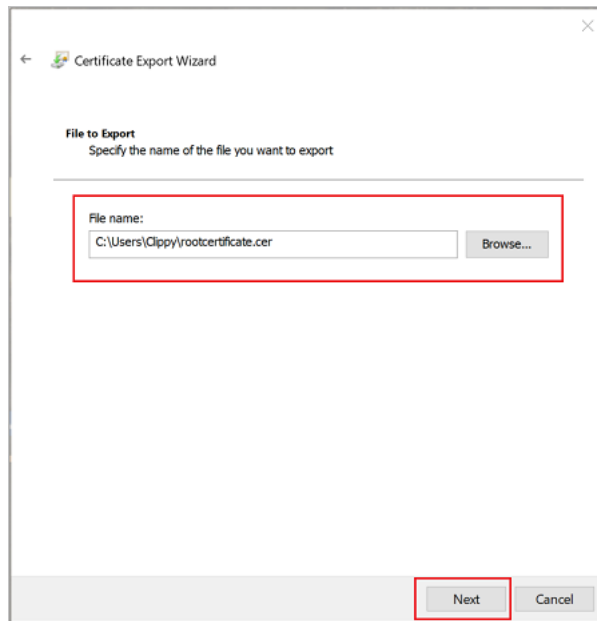 Certificate Export Wizard
File to Export
Specify the name of the file you want to export
File name:
C:\Users\Clippy\rootcertificate.cer
Browse...
Next
Cancel